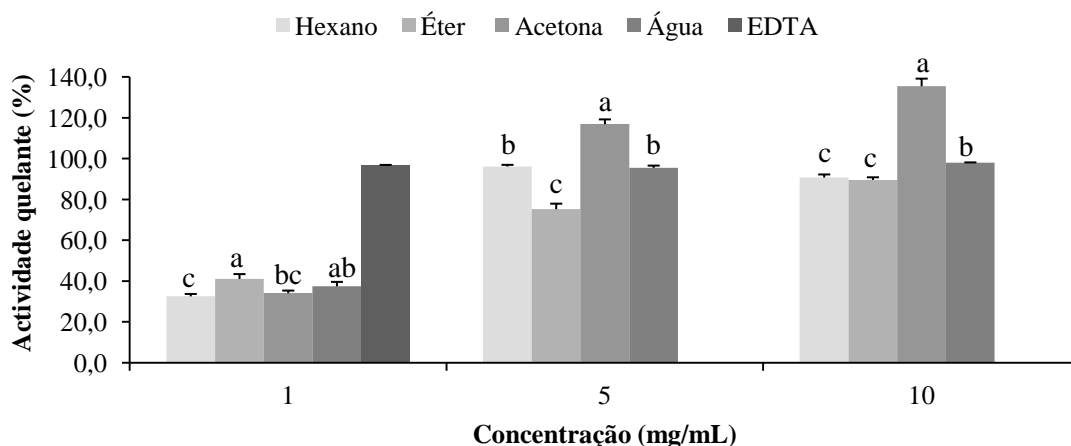 Hexano Éter Acetona Água EDTA
Actividade quelante (%)
140,0
120,0
100,0
80,0
60,0
40,0
20,0
0,0
c a bc ab
b c a b
c c a b
1 5 10
Concentração (mg/mL)